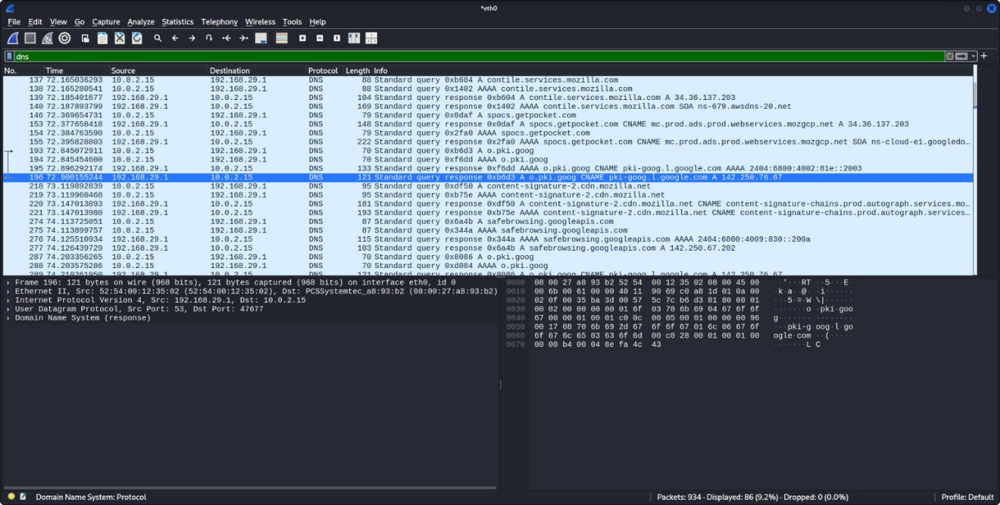 *eth0
File Edit View Go Capture Analyze Statistics Telephony Wireless Tools Help
dns
No. Time Source Destination Protocol Length Info
137 72.165036293 10.0.2.15 192.168.29.1 DNS 88 Standard query 0xb604 A contile.services.mozilla.com
138 72.165280541 10.0.2.15 192.168.29.1 DNS 88 Standard query 0x1402 AAAA contile.services.mozilla.com
139 72.185401677 192.168.29.1 10.0.2.15 DNS 104 Standard query response 0xb604 A contile.services.mozilla.com A 34.36.137.203
140 72.187893799 192.168.29.1 10.0.2.15 DNS 169 Standard query response 0x1402 AAAA contile.services.mozilla.com SOA ns-679.awsdns-20.net
146 72.369654731 10.0.2.15 192.168.29.1 DNS 79 Standard query 0x0daf A spocs.getpocket.com
153 72.377658418 192.168.29.1 10.0.2.15 DNS 148 Standard query response 0x0daf A spocs.getpocket.com CNAME mc.prod.ads.prod.webservices.mozgcp.net A 34.36.137.203
154 72.384763590 10.0.2.15 192.168.29.1 DNS 79 Standard query 0x2fa0 AAAA spocs.getpocket.com
155 72.395828803 192.168.29.1 10.0.2.15 DNS 222 Standard query response 0x2fa0 AAAA spocs.getpocket.com CNAME mc.prod.ads.prod.webservices.mozgcp.net SOA ns-cloud-e1.googledo…
193 72.845072911 10.0.2.15 192.168.29.1 DNS 70 Standard query 0xb6d3 A o.pki.goog
194 72.845454600 10.0.2.15 192.168.29.1 DNS 70 Standard query 0xf6dd AAAA o.pki.goog
195 72.896292174 192.168.29.1 10.0.2.15 DNS 133 Standard query response 0xf6dd AAAA o.pki.goog CNAME pki-goog.l.google.com AAAA 2404:6800:4002:81e::2003
196 72.900155244 192.168.29.1 10.0.2.15 DNS 121 Standard query response 0xb6d3 A o.pki.goog CNAME pki-goog.l.google.com A 142.250.76.67
218 73.119892839 10.0.2.15 192.168.29.1 DNS 95 Standard query 0xdf50 A content-signature-2.cdn.mozilla.net
219 73.119960468 10.0.2.15 192.168.29.1 DNS 95 Standard query 0xb75e AAAA content-signature-2.cdn.mozilla.net
220 73.147013893 192.168.29.1 10.0.2.15 DNS 181 Standard query response 0xdf50 A content-signature-2.cdn.mozilla.net CNAME content-signature-chains.prod.autograph.services.mo…
221 73.147013980 192.168.29.1 10.0.2.15 DNS 193 Standard query response 0xb75e AAAA content-signature-2.cdn.mozilla.net CNAME content-signature-chains.prod.autograph.services…
274 74.113725051 10.0.2.15 192.168.29.1 DNS 87 Standard query 0x6a4b A safebrowsing.googleapis.com
275 74.113899757 10.0.2.15 192.168.29.1 DNS 87 Standard query 0x344a AAAA safebrowsing.googleapis.com
276 74.125510934 192.168.29.1 10.0.2.15 DNS 115 Standard query response 0x344a AAAA safebrowsing.googleapis.com AAAA 2404:6800:4009:830::200a
277 74.126439729 192.168.29.1 10.0.2.15 DNS 103 Standard query response 0x6a4b A safebrowsing.googleapis.com A 142.250.67.202
287 74.203356265 10.0.2.15 192.168.29.1 DNS 70 Standard query 0x8086 A o.pki.goog
288 74.203575286 10.0.2.15 192.168.29.1 DNS 70 Standard query 0xd084 AAAA o.pki.goog
289 74.210261950 192.168.29.1 10.0.2.15 DNS 121 Standard query response 0x8086 A o.pki.goog CNAME pki-goog.l.google.com A 142.250.76.67
Frame 196: 121 bytes on wire (968 bits), 121 bytes captured (968 bits) on interface eth0, id 0
Ethernet II, Src: 52:54:00:12:35:02 (52:54:00:12:35:02), Dst: PCSSystemtec_a8:93:b2 (08:00:27:a8:93:b2)
Internet Protocol Version 4, Src: 192.168.29.1, Dst: 10.0.2.15
User Datagram Protocol, Src Port: 53, Dst Port: 47677
Domain Name System (response)
0000 08 00 27 a8 93 b2 52 54 00 12 35 02 08 00 45 00 ··'···RT ··5···E·
0010 00 6b 00 61 00 00 40 11 90 69 c0 a8 1d 01 0a 00 ·k·a··@· ·i······
0020 02 0f 00 35 ba 3d 00 57 5c 7c b6 d3 81 80 00 01 ···5·=·W \|······
0030 00 02 00 00 00 00 01 6f 03 70 6b 69 04 67 6f 6f ·······o ·pki·goo
0040 67 00 00 01 00 01 c0 0c 00 05 00 01 00 00 00 96 g······· ········
0050 00 17 08 70 6b 69 2d 67 6f 6f 67 01 6c 06 67 6f ···pki-g oog·l·go
0060 6f 67 6c 65 03 63 6f 6d 00 c0 28 00 01 00 01 00 ogle·com ··(·····
0070 00 00 b4 00 04 8e fa 4c 43 ·······L C
Domain Name System: Protocol
Packets: 934 · Displayed: 86 (9.2%) · Dropped: 0 (0.0%)
Profile: Default